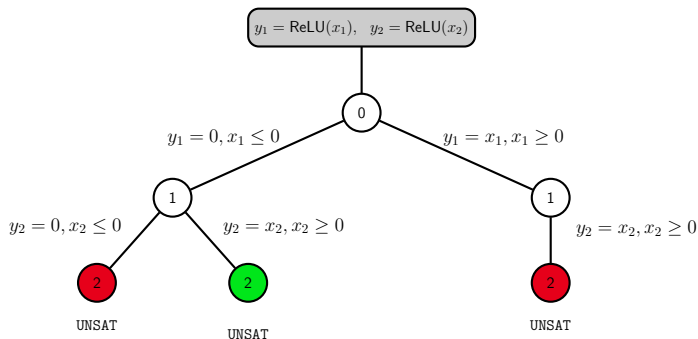 y₁ = ReLU(x₁), y₂ = ReLU(x₂)
0
y₁ = 0, x₁ ≤ 0
y₁ = x₁, x₁ ≥ 0
1
1
y₂ = 0, x₂ ≤ 0
y₂ = x₂, x₂ ≥ 0
y₂ = x₂, x₂ ≥ 0
2
2
2
UNSAT
UNSAT
UNSAT